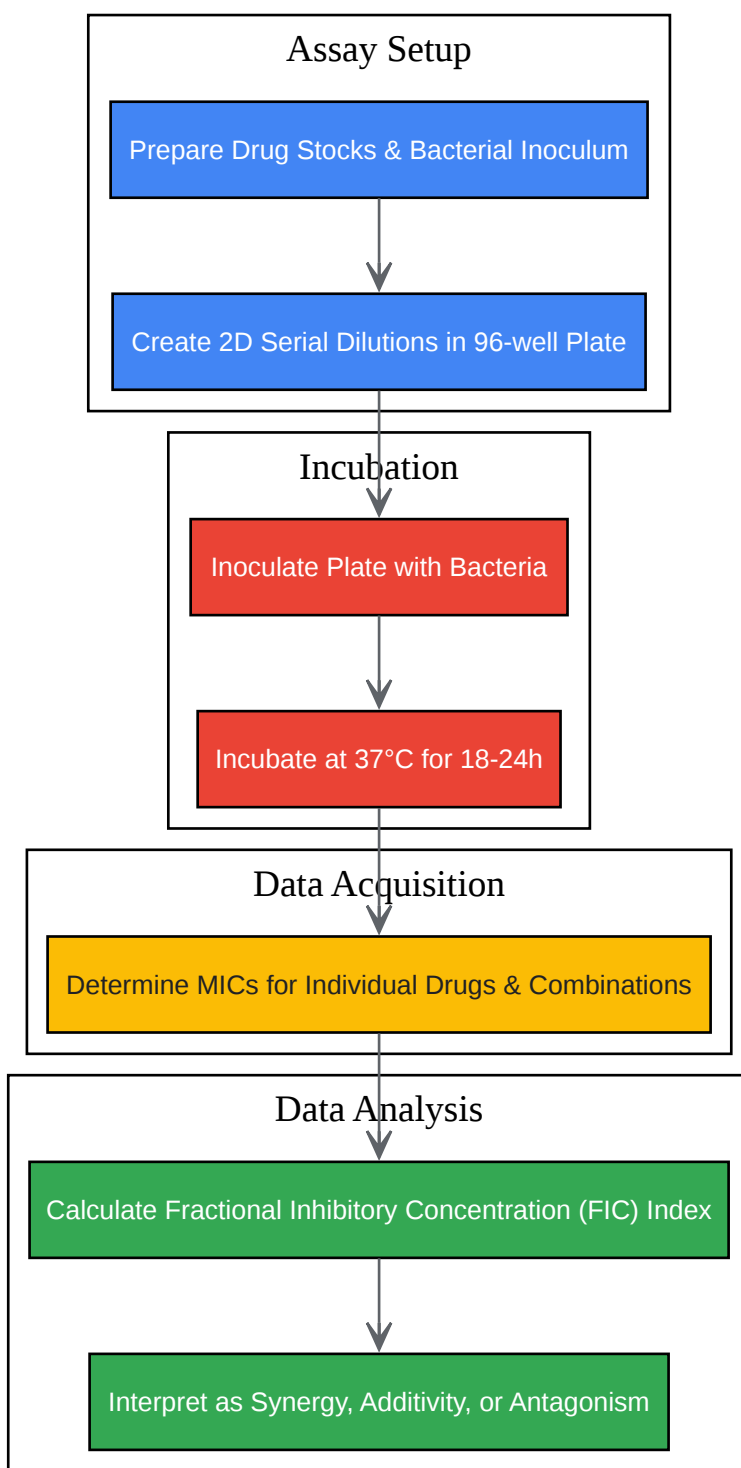 Assay Setup
Prepare Drug Stocks & Bacterial Inoculum
Create 2D Serial Dilutions in 96-well Plate
Incubation
Inoculate Plate with Bacteria
Incubate at 37°C for 18-24h
Data Acquisition
Determine MICs for Individual Drugs & Combinations
Data Analysis
Calculate Fractional Inhibitory Concentration (FIC) Index
Interpret as Synergy, Additivity, or Antagonism